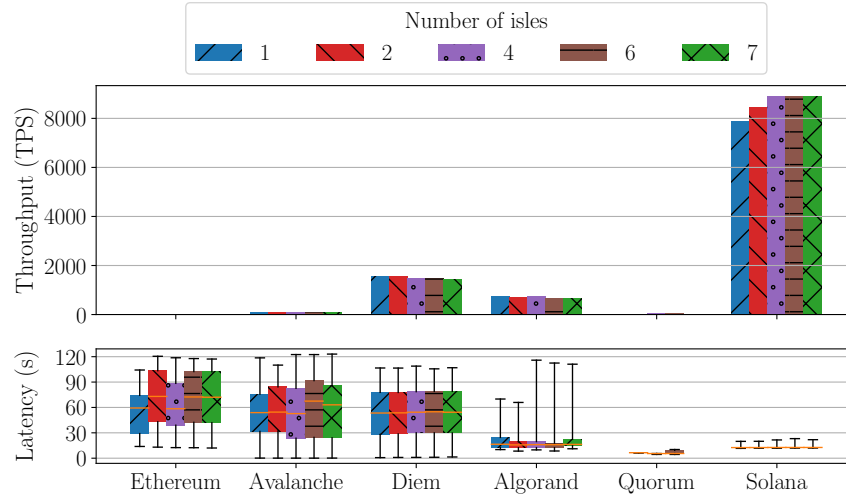 Number of isles
1 2 4 6 7
Throughput (TPS)
8000
6000
4000
2000
0
Latency (s)
120
90
60
30
0
Ethereum Avalanche Diem Algorand Quorum Solana